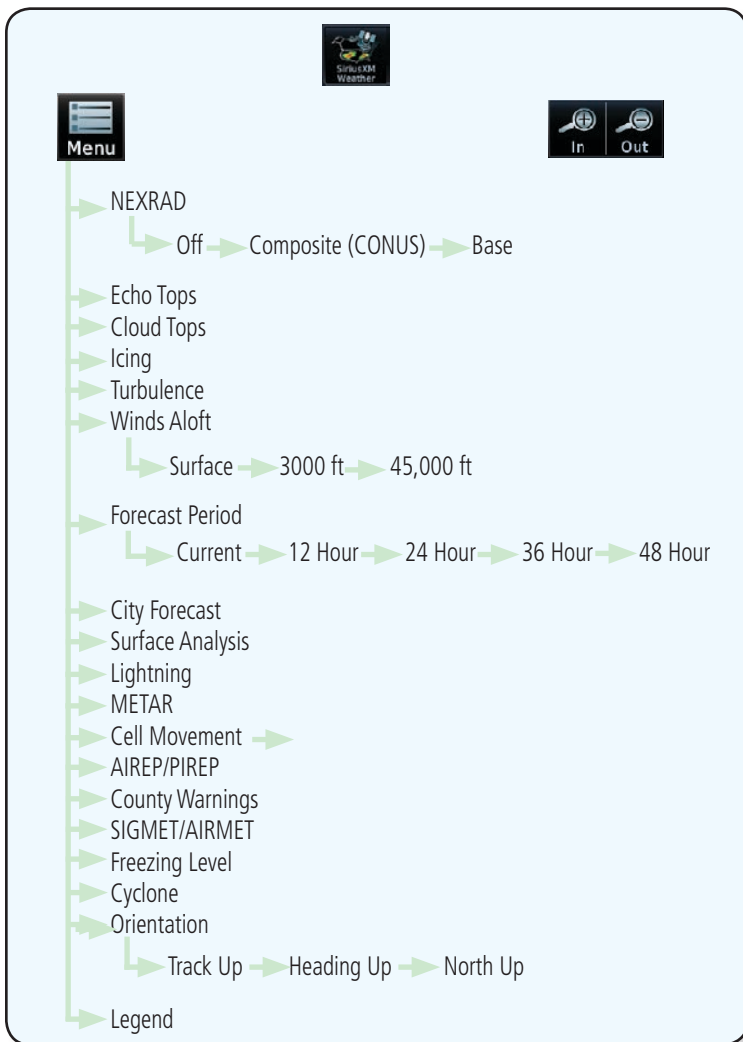 SiriusXM
Weather
Menu
In Out
NEXRAD
Off Composite (CONUS) Base
Echo Tops
Cloud Tops
Icing
Turbulence
Winds Aloft
Surface 3000 ft 45,000 ft
Forecast Period
Current 12 Hour 24 Hour 36 Hour 48 Hour
City Forecast
Surface Analysis
Lightning
METAR
Cell Movement
AIREP/PIREP
County Warnings
SIGMET/AIRMET
Freezing Level
Cyclone
Orientation
Track Up Heading Up North Up
Legend